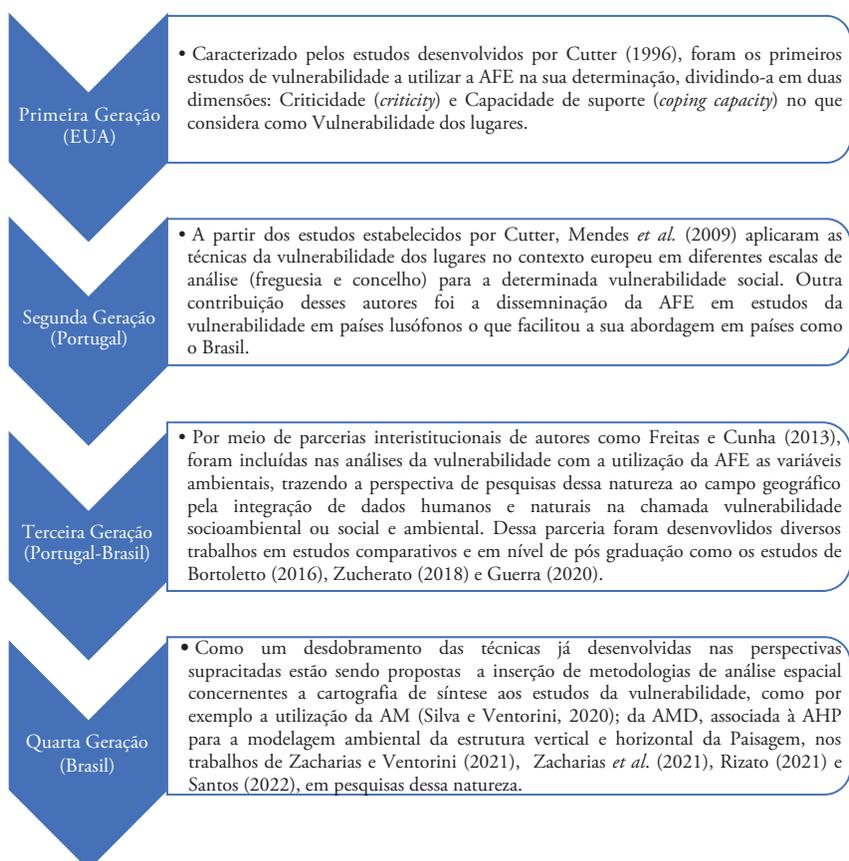 Primeira Geração
(EUA)
• Caracterizado pelos estudos desenvolvidos por Cutter (1996), foram os primeiros
estudos de vulnerabilidade a utilizar a AFE na sua determinação, dividindo-a em duas
dimensões: Criticidade (criticity) e Capacidade de suporte (coping capacity) no que
considera como Vulnerabilidade dos lugares.
Segunda Geração
(Portugal)
• A partir dos estudos estabelecidos por Cutter, Mendes et al. (2009) aplicaram as
técnicas da vulnerabilidade dos lugares no contexto europeu em diferentes escalas de
análise (freguesia e concelho) para a determinada vulnerabilidade social. Outra
contribuição desses autores foi a dissemninação da AFE em estudos da
vulnerabilidade em países lusófonos o que facilitou a sua abordagem em países como
o Brasil.
Terceira Geração
(Portugal-Brasil)
• Por meio de parcerias interistitucionais de autores como Freitas e Cunha (2013),
foram incluídas nas análises da vulnerabilidade com a utilização da AFE as variáveis
ambientais, trazendo a perspectiva de pesquisas dessa natureza ao campo geográfico
pela integração de dados humanos e naturais na chamada vulnerabilidade
socioambiental ou social e ambiental. Dessa parceria foram desenvovlidos diversos
trabalhos em estudos comparativos e em nível de pós graduação como os estudos de
Bortoletto (2016), Zucherato (2018) e Guerra (2020).
Quarta Geração
(Brasil)
• Como um desdobramento das técnicas já desenvolvidas nas perspectivas
supracitadas estão sendo propostas a inserção de metodologias de análise espacial
concernentes a cartografia de síntese aos estudos da vulnerabilidade, como por
exemplo a utilização da AM (Silva e Ventorini, 2020); da AMD, associada à AHP
para a modelagem ambiental da estrutura vertical e horizontal da Paisagem, nos
trabalhos de Zacharias e Ventorini (2021), Zacharias et al. (2021), Rizato (2021) e
Santos (2022), em pesquisas dessa natureza.